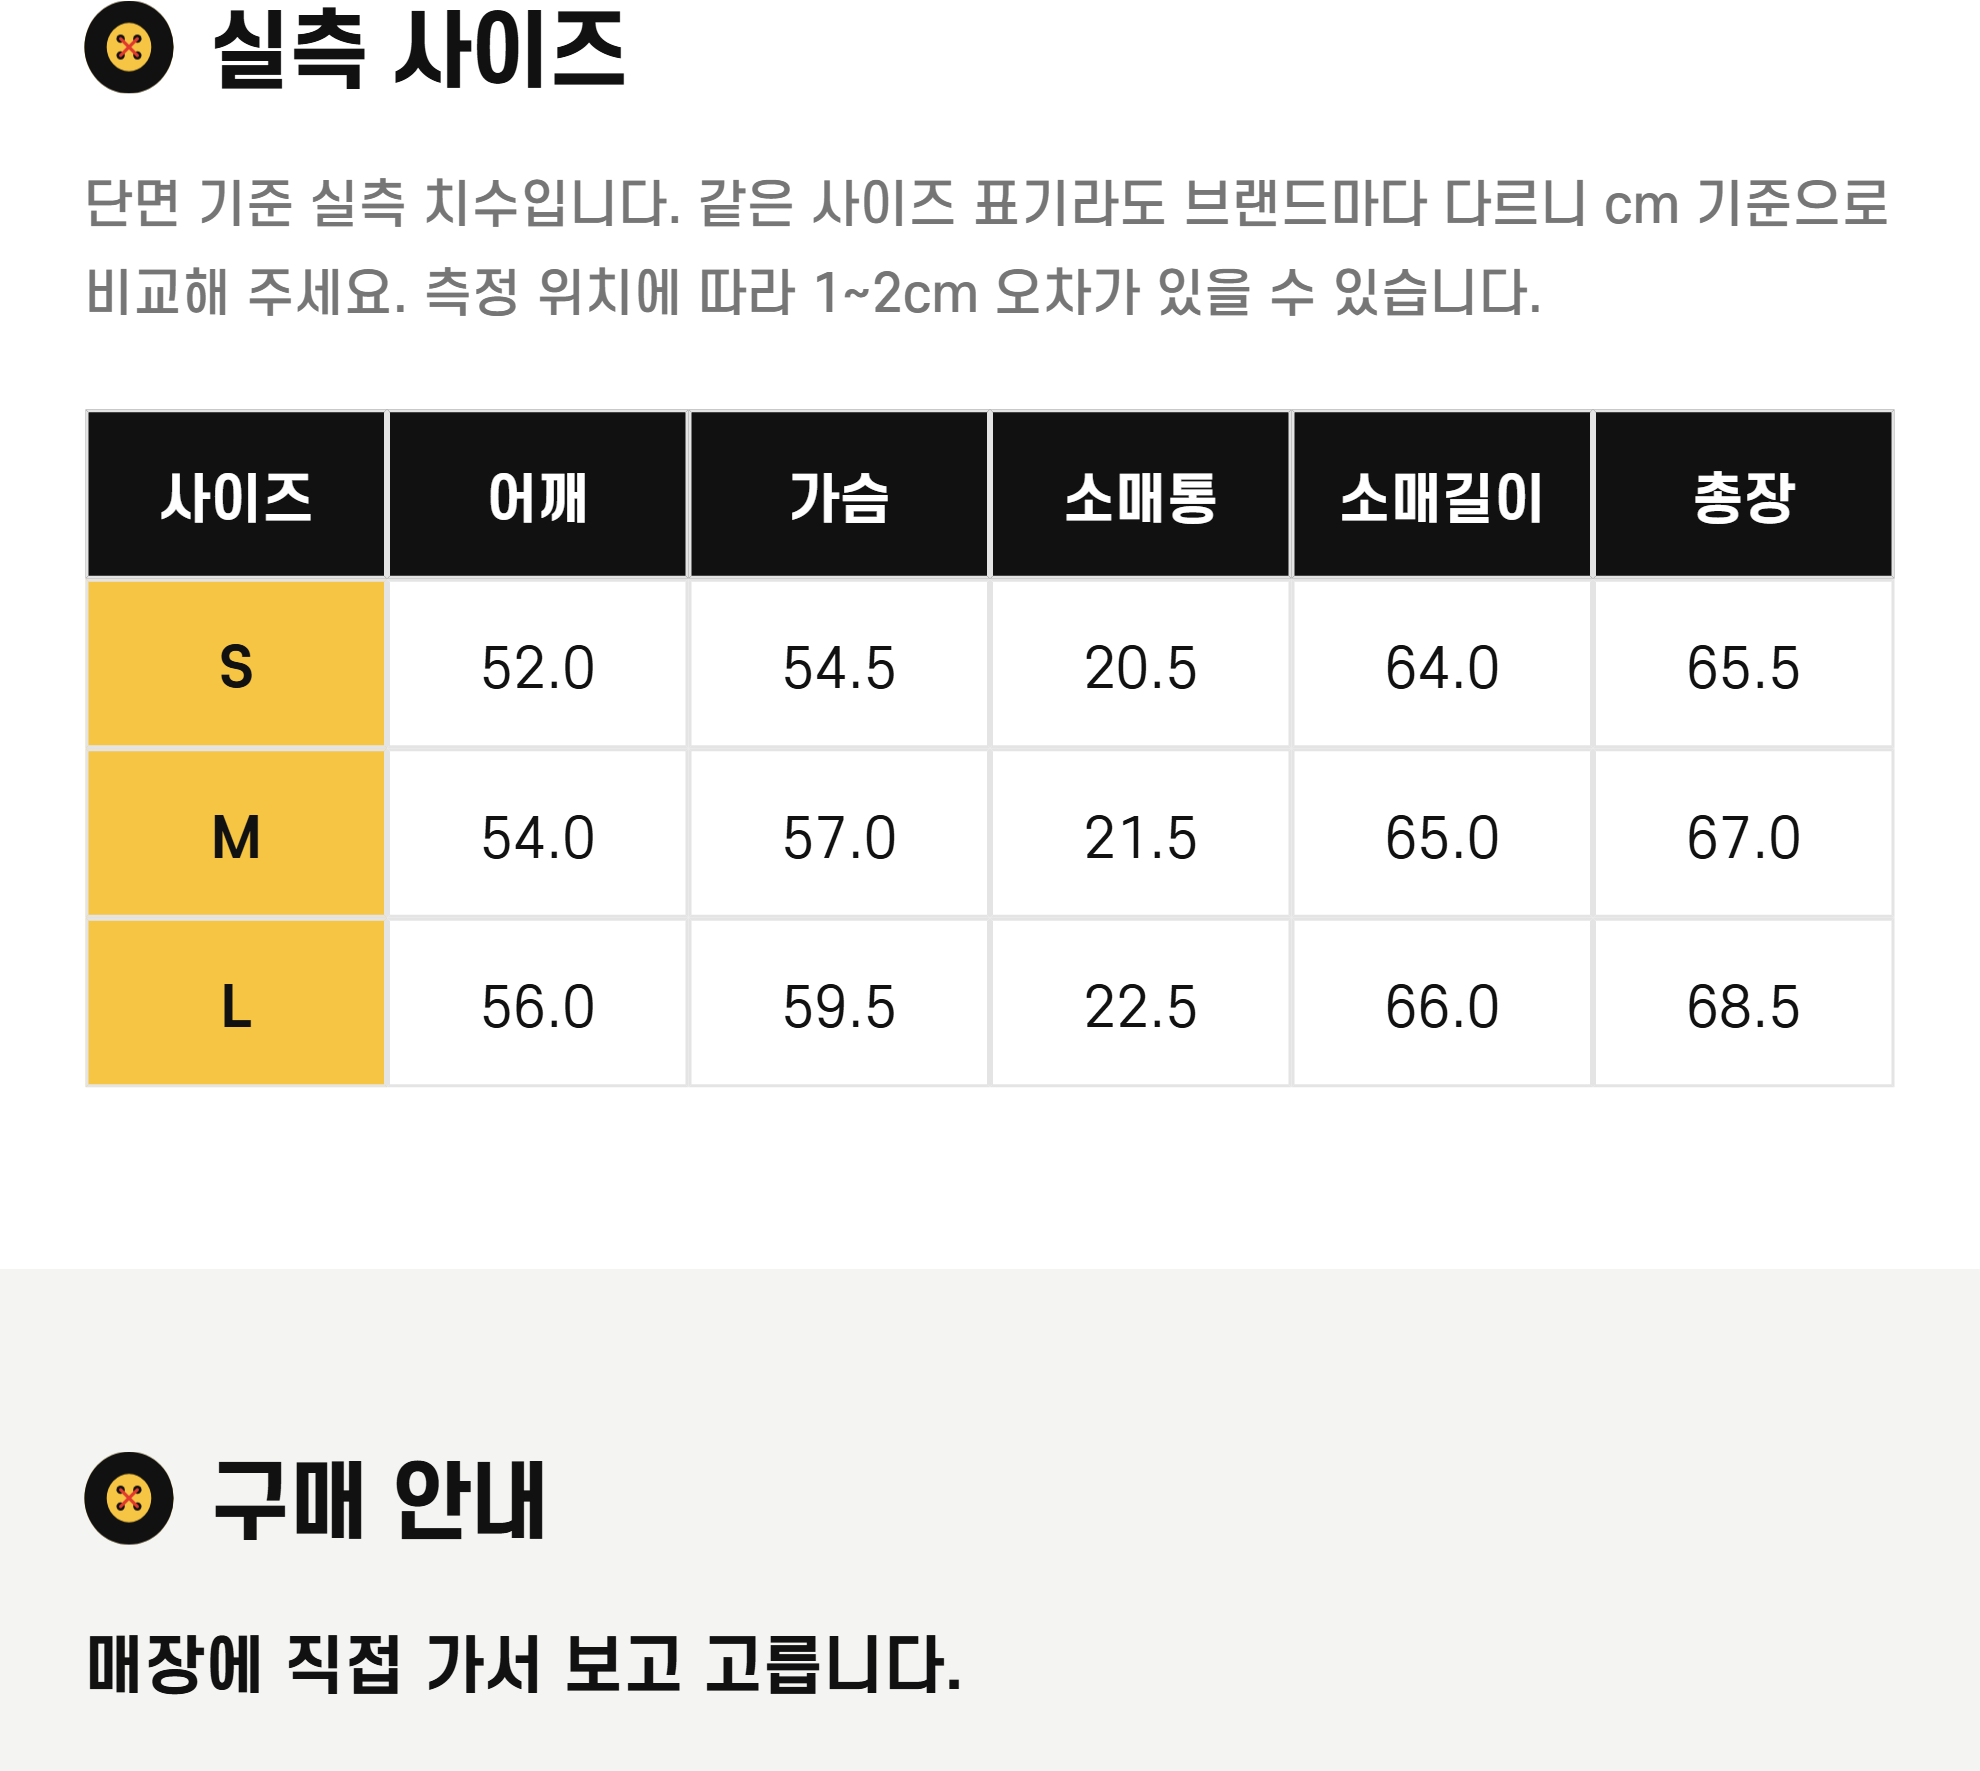 실측 사이즈
단면 기준 실측 치수입니다. 같은 사이즈 표기라도 브랜드마다 다르니 cm 기준으로
비교해 주세요. 측정 위치에 따라 1~2cm 오차가 있을 수 있습니다.
사이즈 어깨 가슴 소매통 소매길이 총장
S 52.0 54.5 20.5 64.0 65.5
M 54.0 57.0 21.5 65.0 67.0
L 56.0 59.5 22.5 66.0 68.5
구매 안내
매장에 직접 가서 보고 고릅니다.